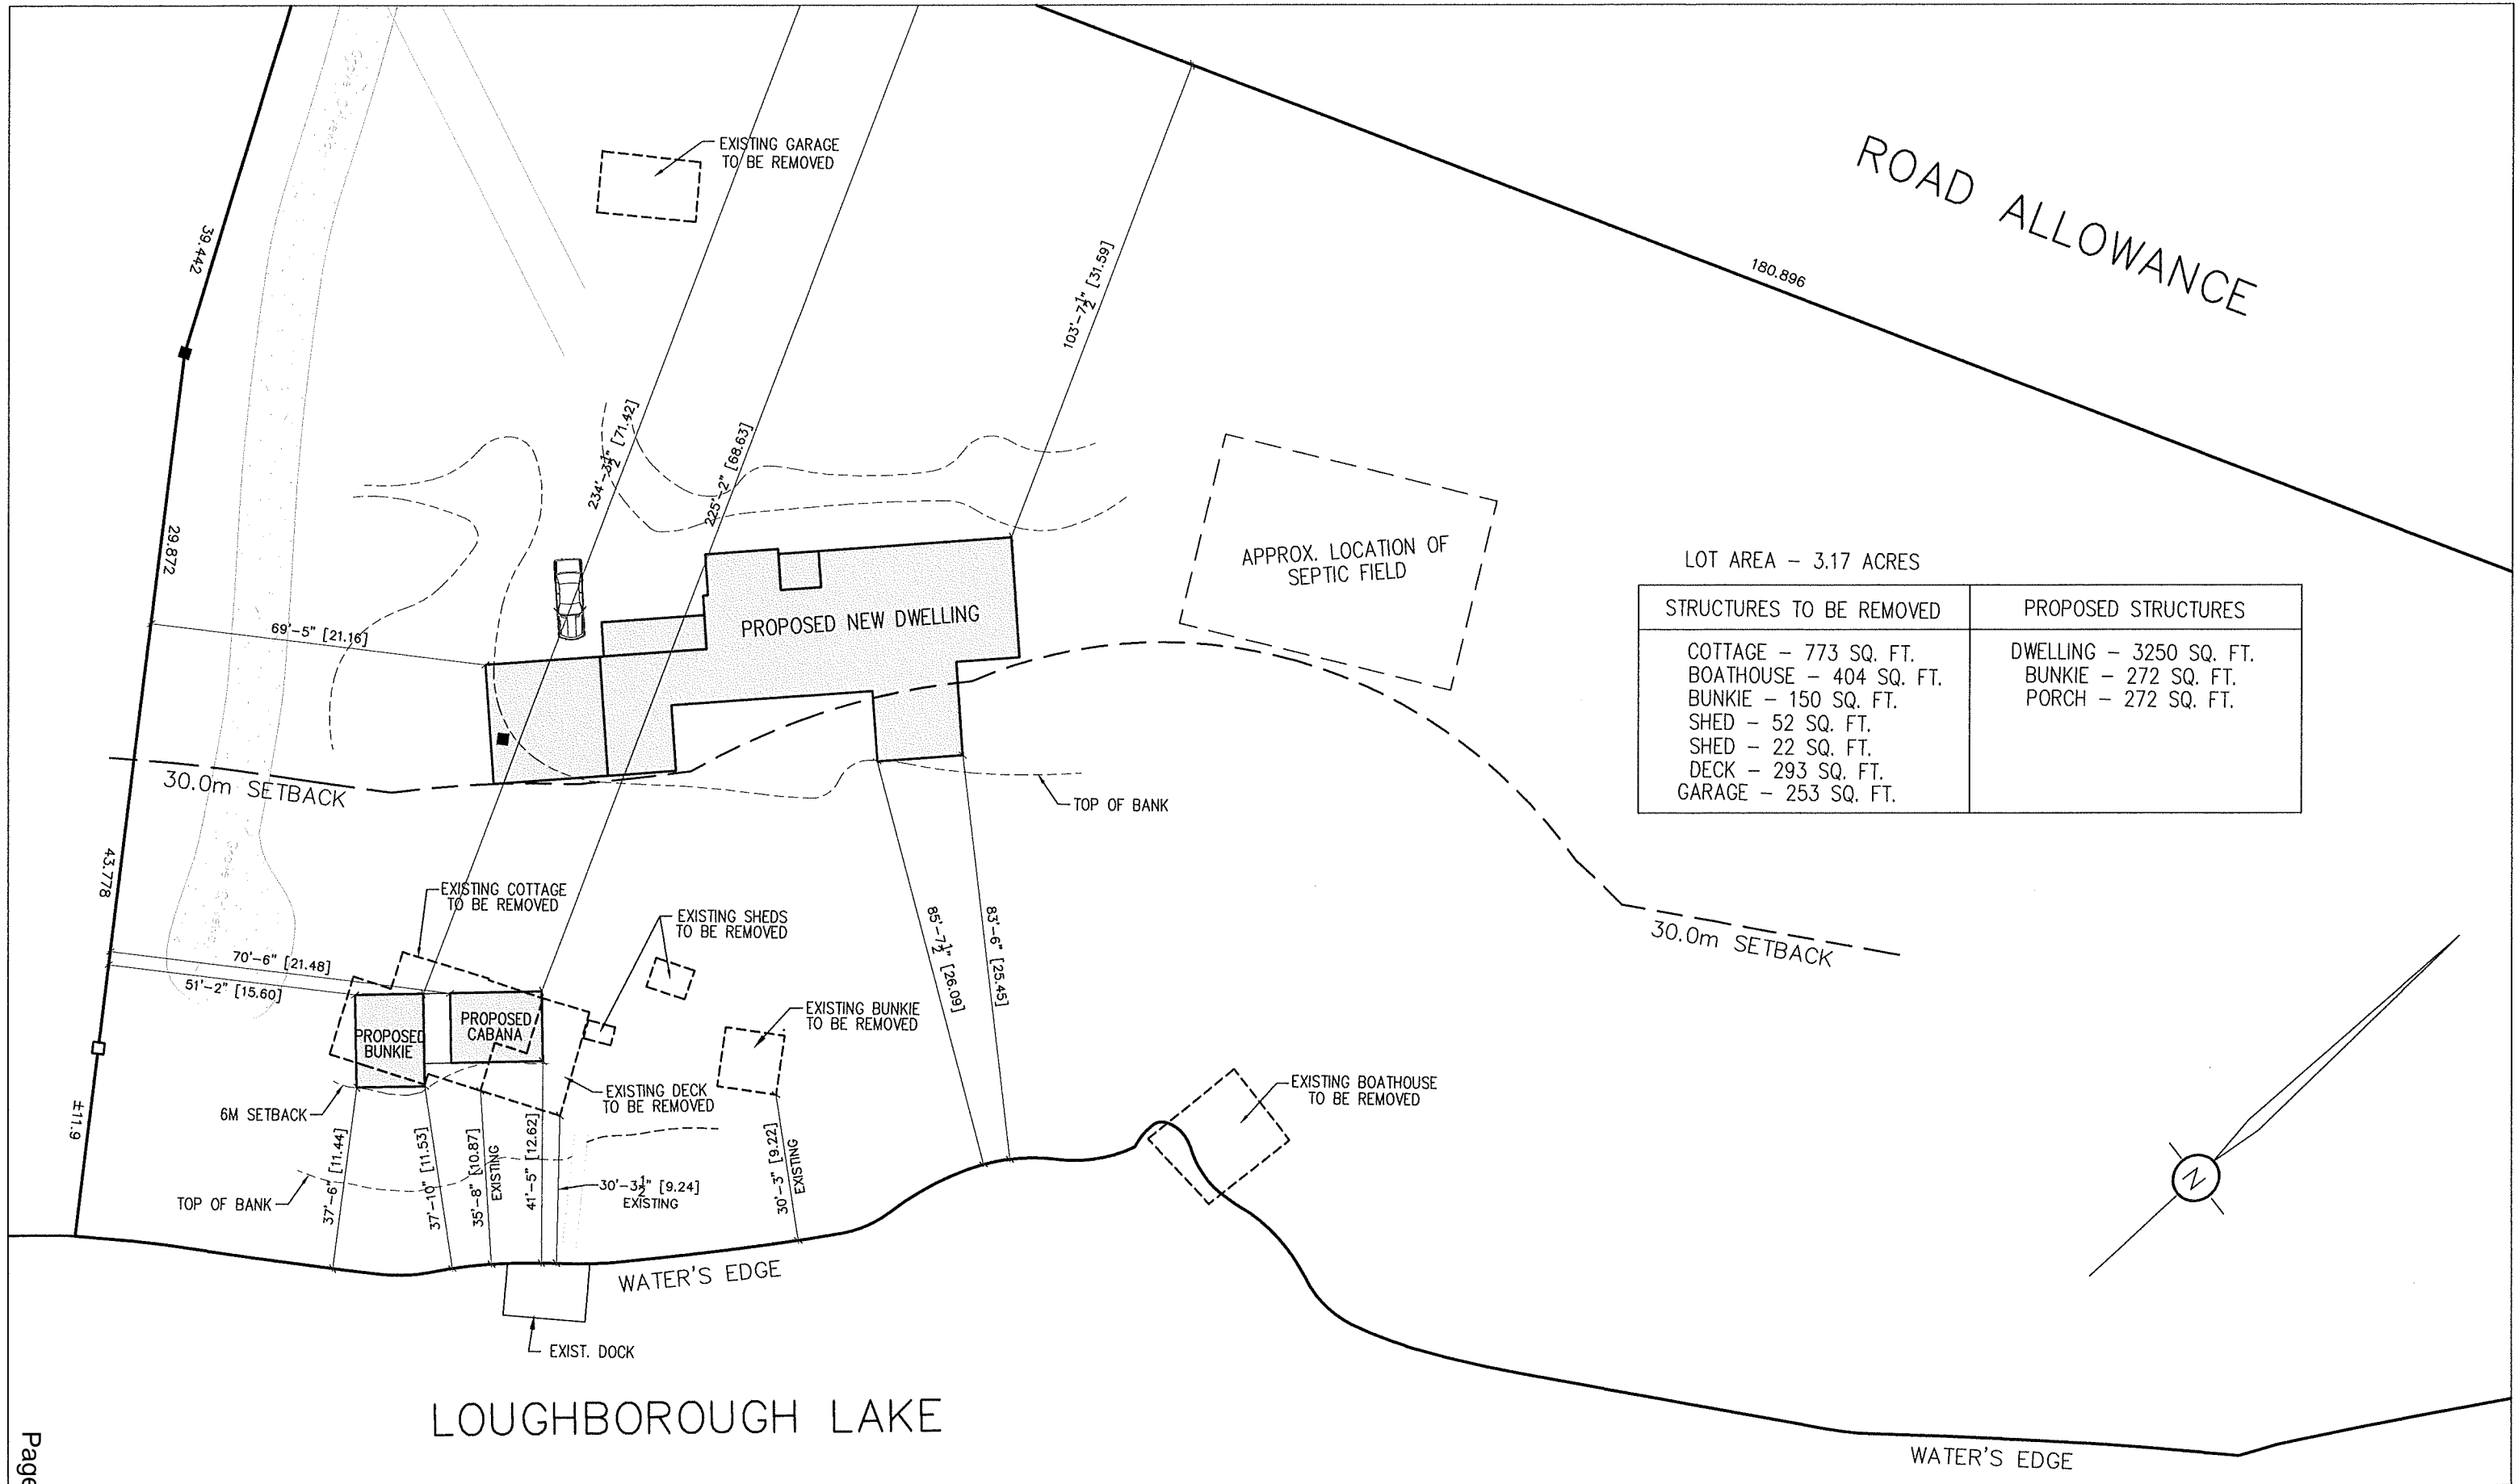 EXISTING GARAGE
TO BE REMOVED
ROAD ALLOWANCE
39.442
180.896
103'-7½" [31.59]
234'-3½" [71.42]
225'-2" [68.63]
29.872
APPROX. LOCATION OF
SEPTIC FIELD
PROPOSED NEW DWELLING
69'-5" [21.16]
LOT AREA – 3.17 ACRES
STRUCTURES TO BE REMOVED
COTTAGE – 773 SQ. FT.
BOATHOUSE – 404 SQ. FT.
BUNKIE – 150 SQ. FT.
SHED – 52 SQ. FT.
SHED – 22 SQ. FT.
DECK – 293 SQ. FT.
GARAGE – 253 SQ. FT.
PROPOSED STRUCTURES
DWELLING – 3250 SQ. FT.
BUNKIE – 272 SQ. FT.
PORCH – 272 SQ. FT.
30.0m SETBACK
TOP OF BANK
43.778
EXISTING COTTAGE
TO BE REMOVED
EXISTING SHEDS
TO BE REMOVED
85'-7½" [26.09]
83'-6" [25.45]
30.0m SETBACK
70'-6" [21.48]
51'-2" [15.60]
PROPOSED
BUNKIE
PROPOSED
CABANA
EXISTING BUNKIE
TO BE REMOVED
EXISTING DECK
TO BE REMOVED
EXISTING BOATHOUSE
TO BE REMOVED
6M SETBACK
±11.9
37'-6" [11.44]
37'-10" [11.53]
35'-8" [10.87]
EXISTING
41'-5" [12.62]
30'-3½" [9.24]
EXISTING
30'-3" [9.22]
EXISTING
TOP OF BANK
N
WATER'S EDGE
EXIST. DOCK
LOUGHBOROUGH LAKE
WATER'S EDGE
Page